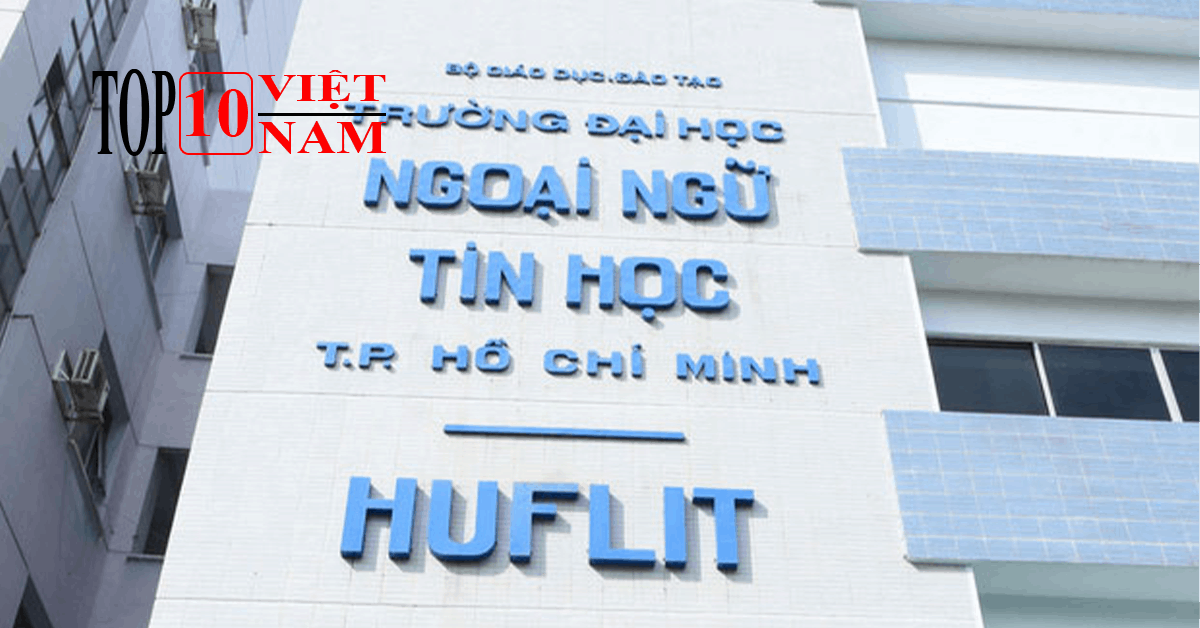 TOP 10 VIỆT NAM
BỘ GIÁO DỤC.ĐÀO TẠO
TRƯỜNG ĐẠI HỌC
NGOẠI NGỮ
TIN HỌC
T.P. HỒ CHÍ MINH
HUFLIT